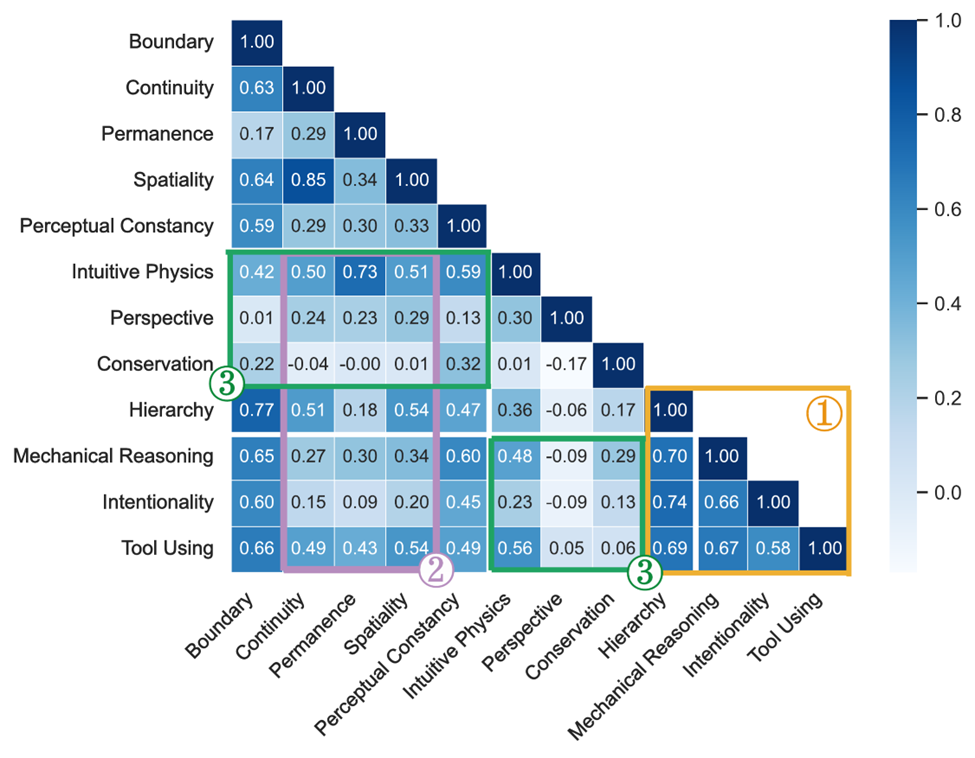 1.0
Boundary 1.00
Continuity 0.63 1.00
0.8
Permanence 0.17 0.29 1.00
Spatiality 0.64 0.85 0.34 1.00
Perceptual Constancy 0.59 0.29 0.30 0.33 1.00
0.6
Intuitive Physics 0.42 0.50 0.73 0.51 0.59 1.00
0.4
Perspective 0.01 0.24 0.23 0.29 0.13 0.30 1.00
Conservation 0.22 -0.04 -0.00 0.01 0.32 0.01 -0.17 1.00
③
0.2
Hierarchy 0.77 0.51 0.18 0.54 0.47 0.36 -0.06 0.17 1.00 ①
Mechanical Reasoning 0.65 0.27 0.30 0.34 0.60 0.48 -0.09 0.29 0.70 1.00
0.0
Intentionality 0.60 0.15 0.09 0.20 0.45 0.23 -0.09 0.13 0.74 0.66 1.00
Tool Using 0.66 0.49 0.43 0.54 0.49 0.56 0.05 0.06 0.69 0.67 0.58 1.00
② ③
Boundary
Continuity
Permanence
Spatiality
Perceptual Constancy
Intuitive Physics
Perspective
Conservation
Hierarchy
Mechanical Reasoning
Intentionality
Tool Using